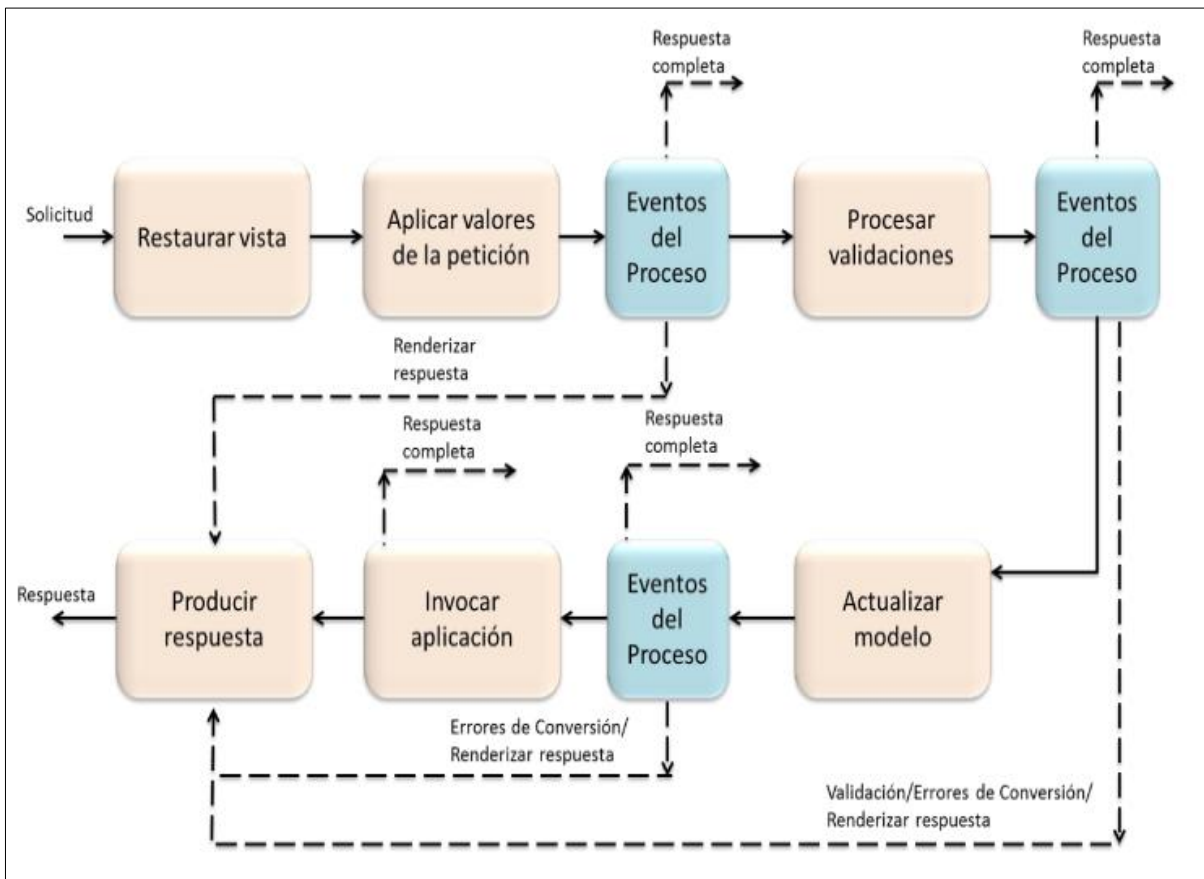 Respuesta
completa
Respuesta
completa
Solicitud
Restaurar vista
Aplicar valores
de la petición
Eventos
del
Proceso
Procesar
validaciones
Eventos
del
Proceso
Renderizar
respuesta
Respuesta
completa
Respuesta
completa
Respuesta
Producir
respuesta
Invocar
aplicación
Eventos
del
Proceso
Actualizar
modelo
Errores de Conversión/
Renderizar respuesta
Validación/Errores de Conversión/
Renderizar respuesta